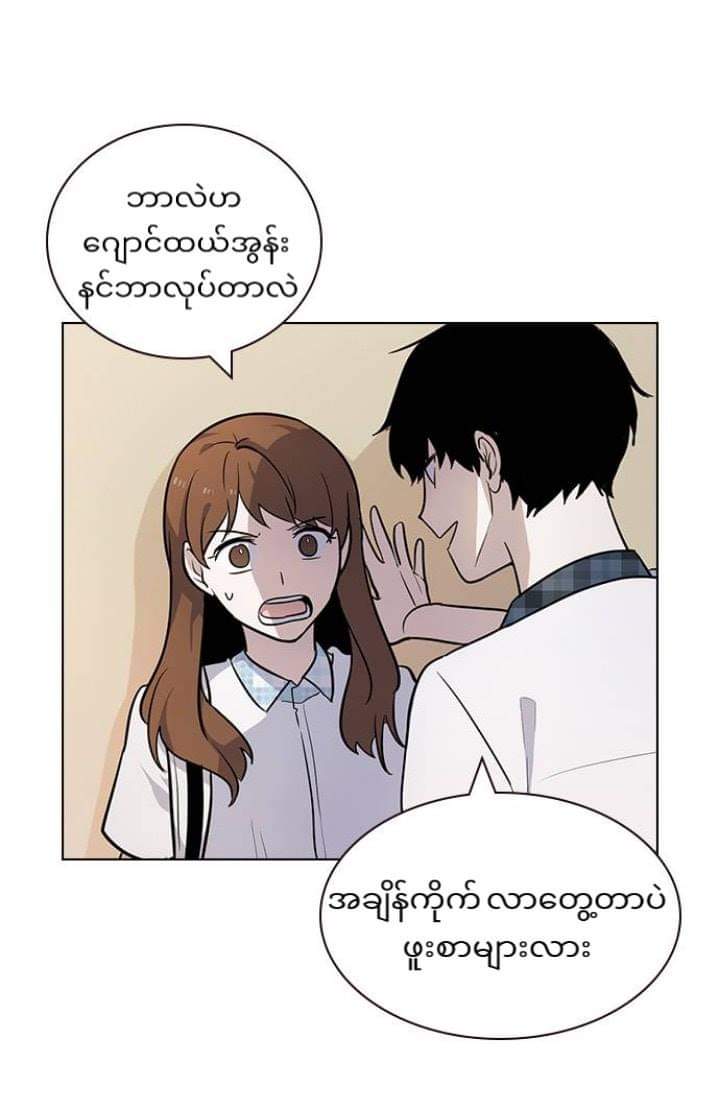 ဘာလဲဟ
ဂျောင်ထယ်အွန်း
နင်ဘာလုပ်တာလဲ
အချိန်ကိုက် လာတွေ့တာပဲ
ဖူးစာများလား